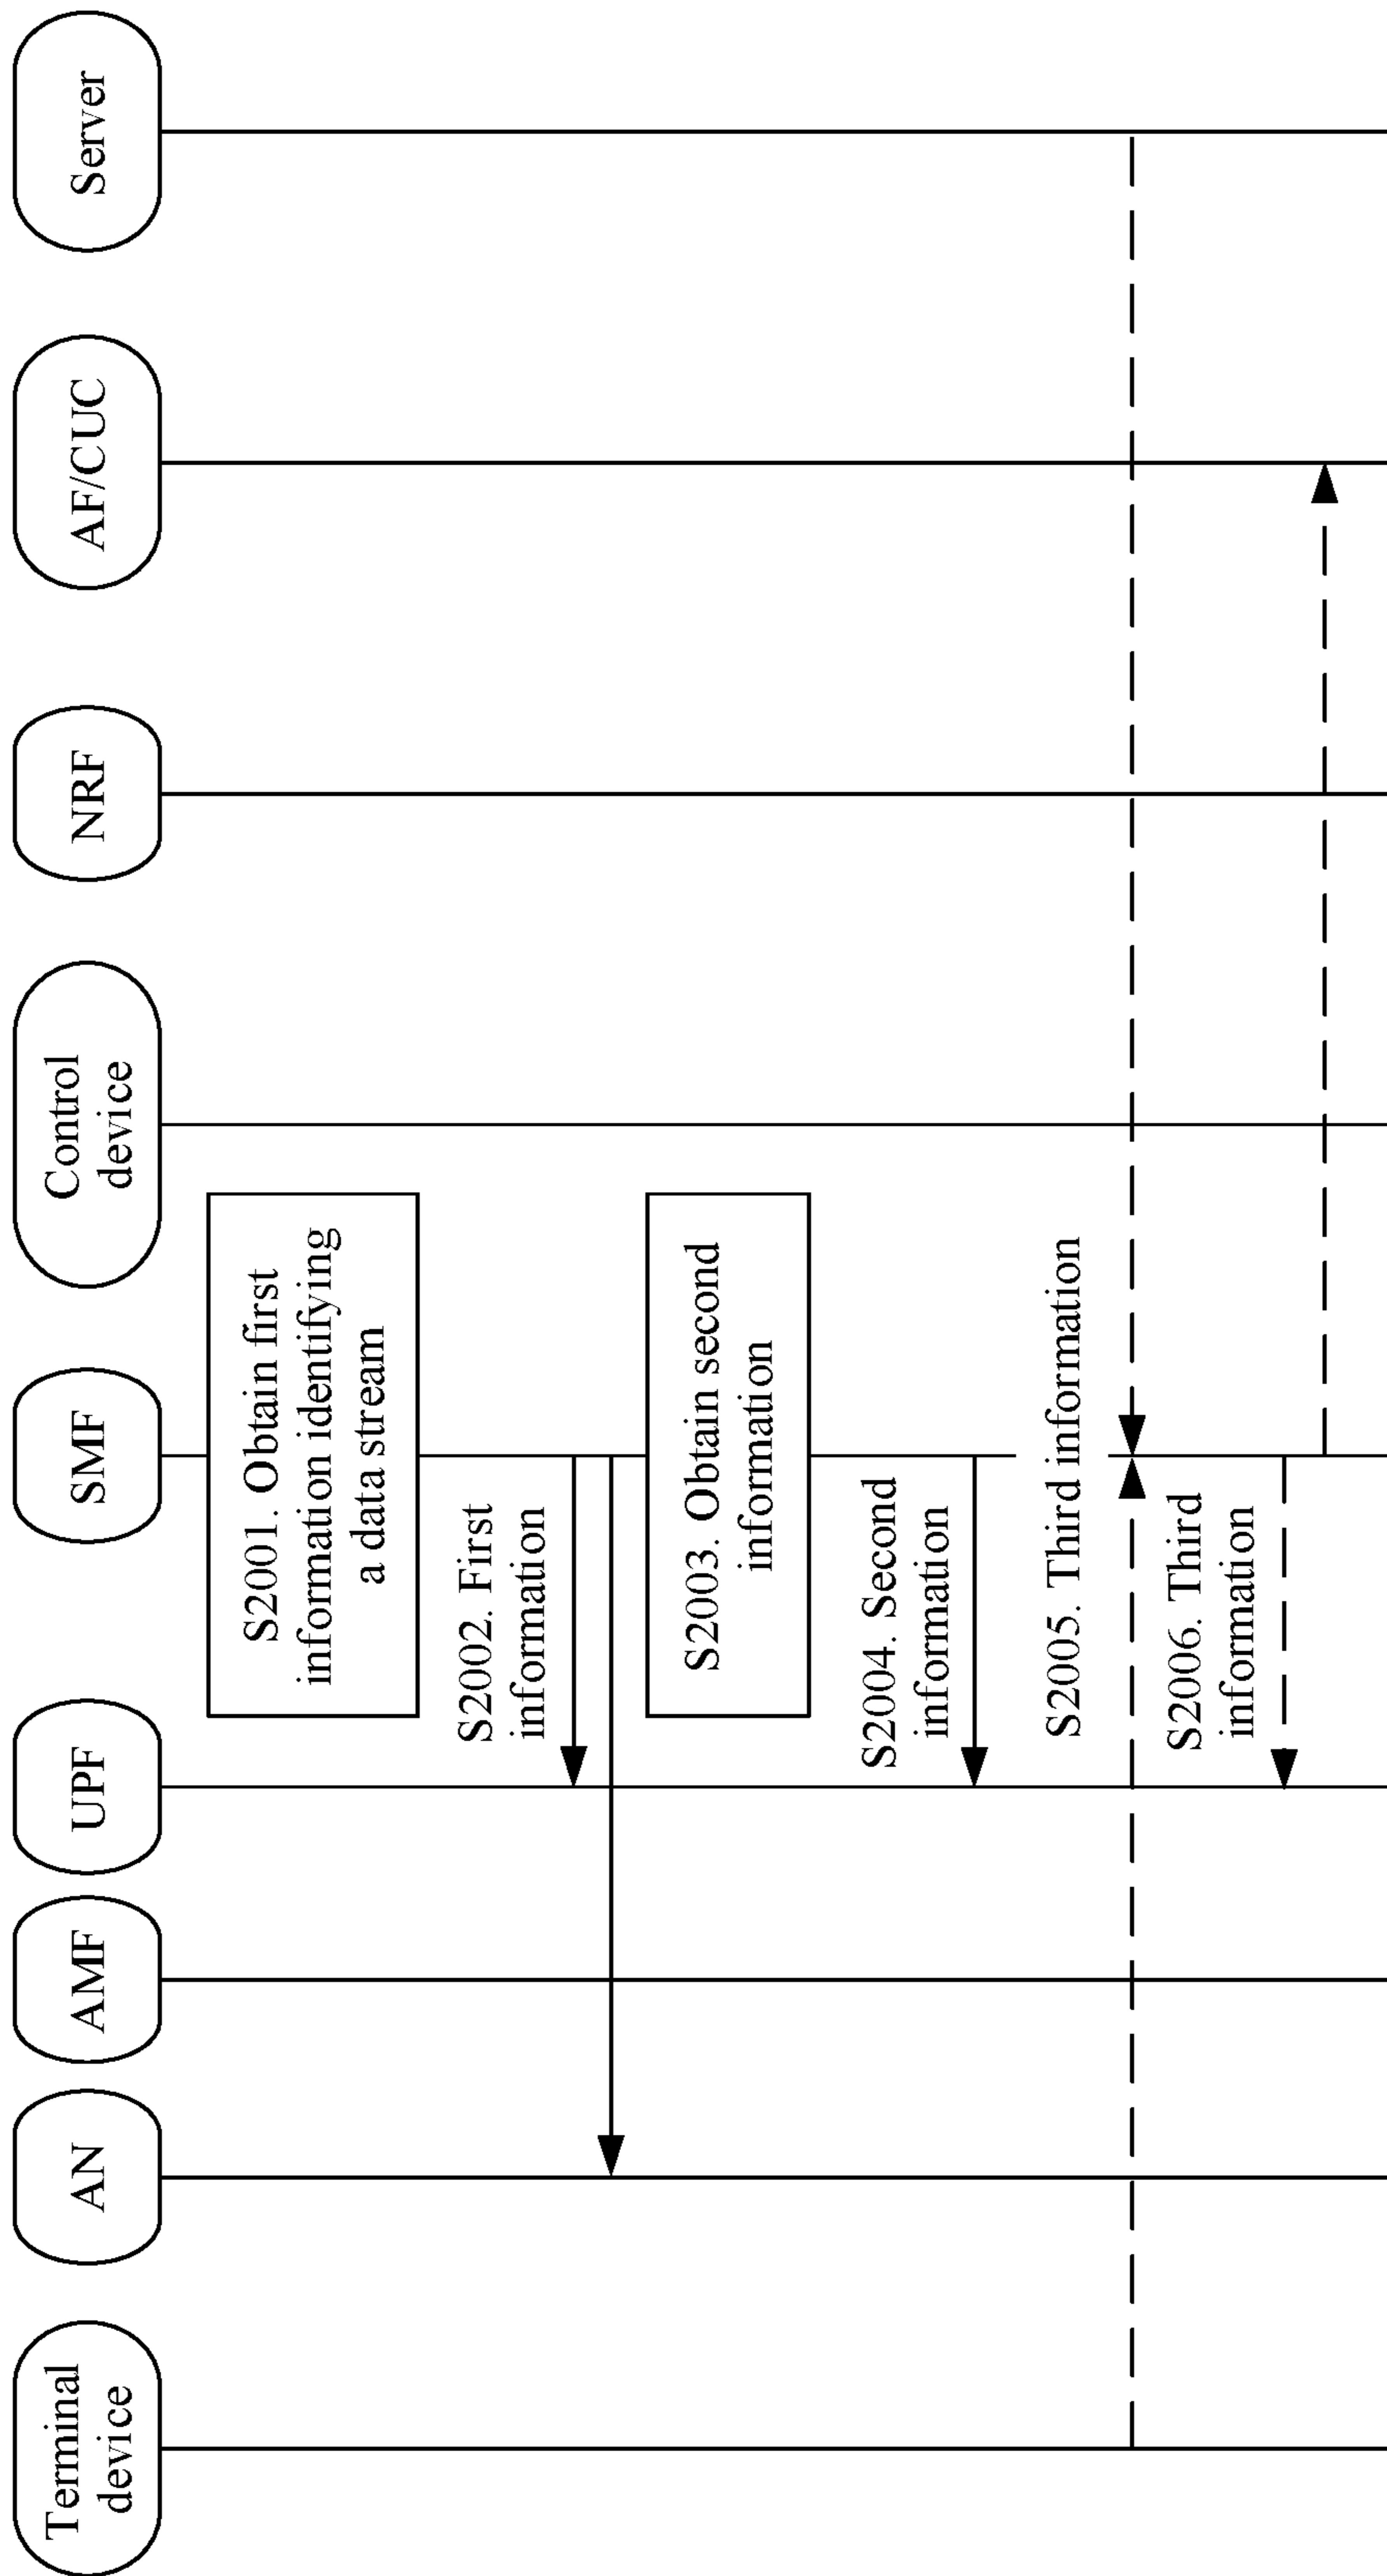 Terminal
device
AN
AMF
UPF
SMF
Control
device
NRF
AF/CUC
Server
S2001. Obtain first
information identifying
a data stream
S2002. First
information
S2003. Obtain second
information
S2004. Second
information
S2005. Third information
S2006. Third
information